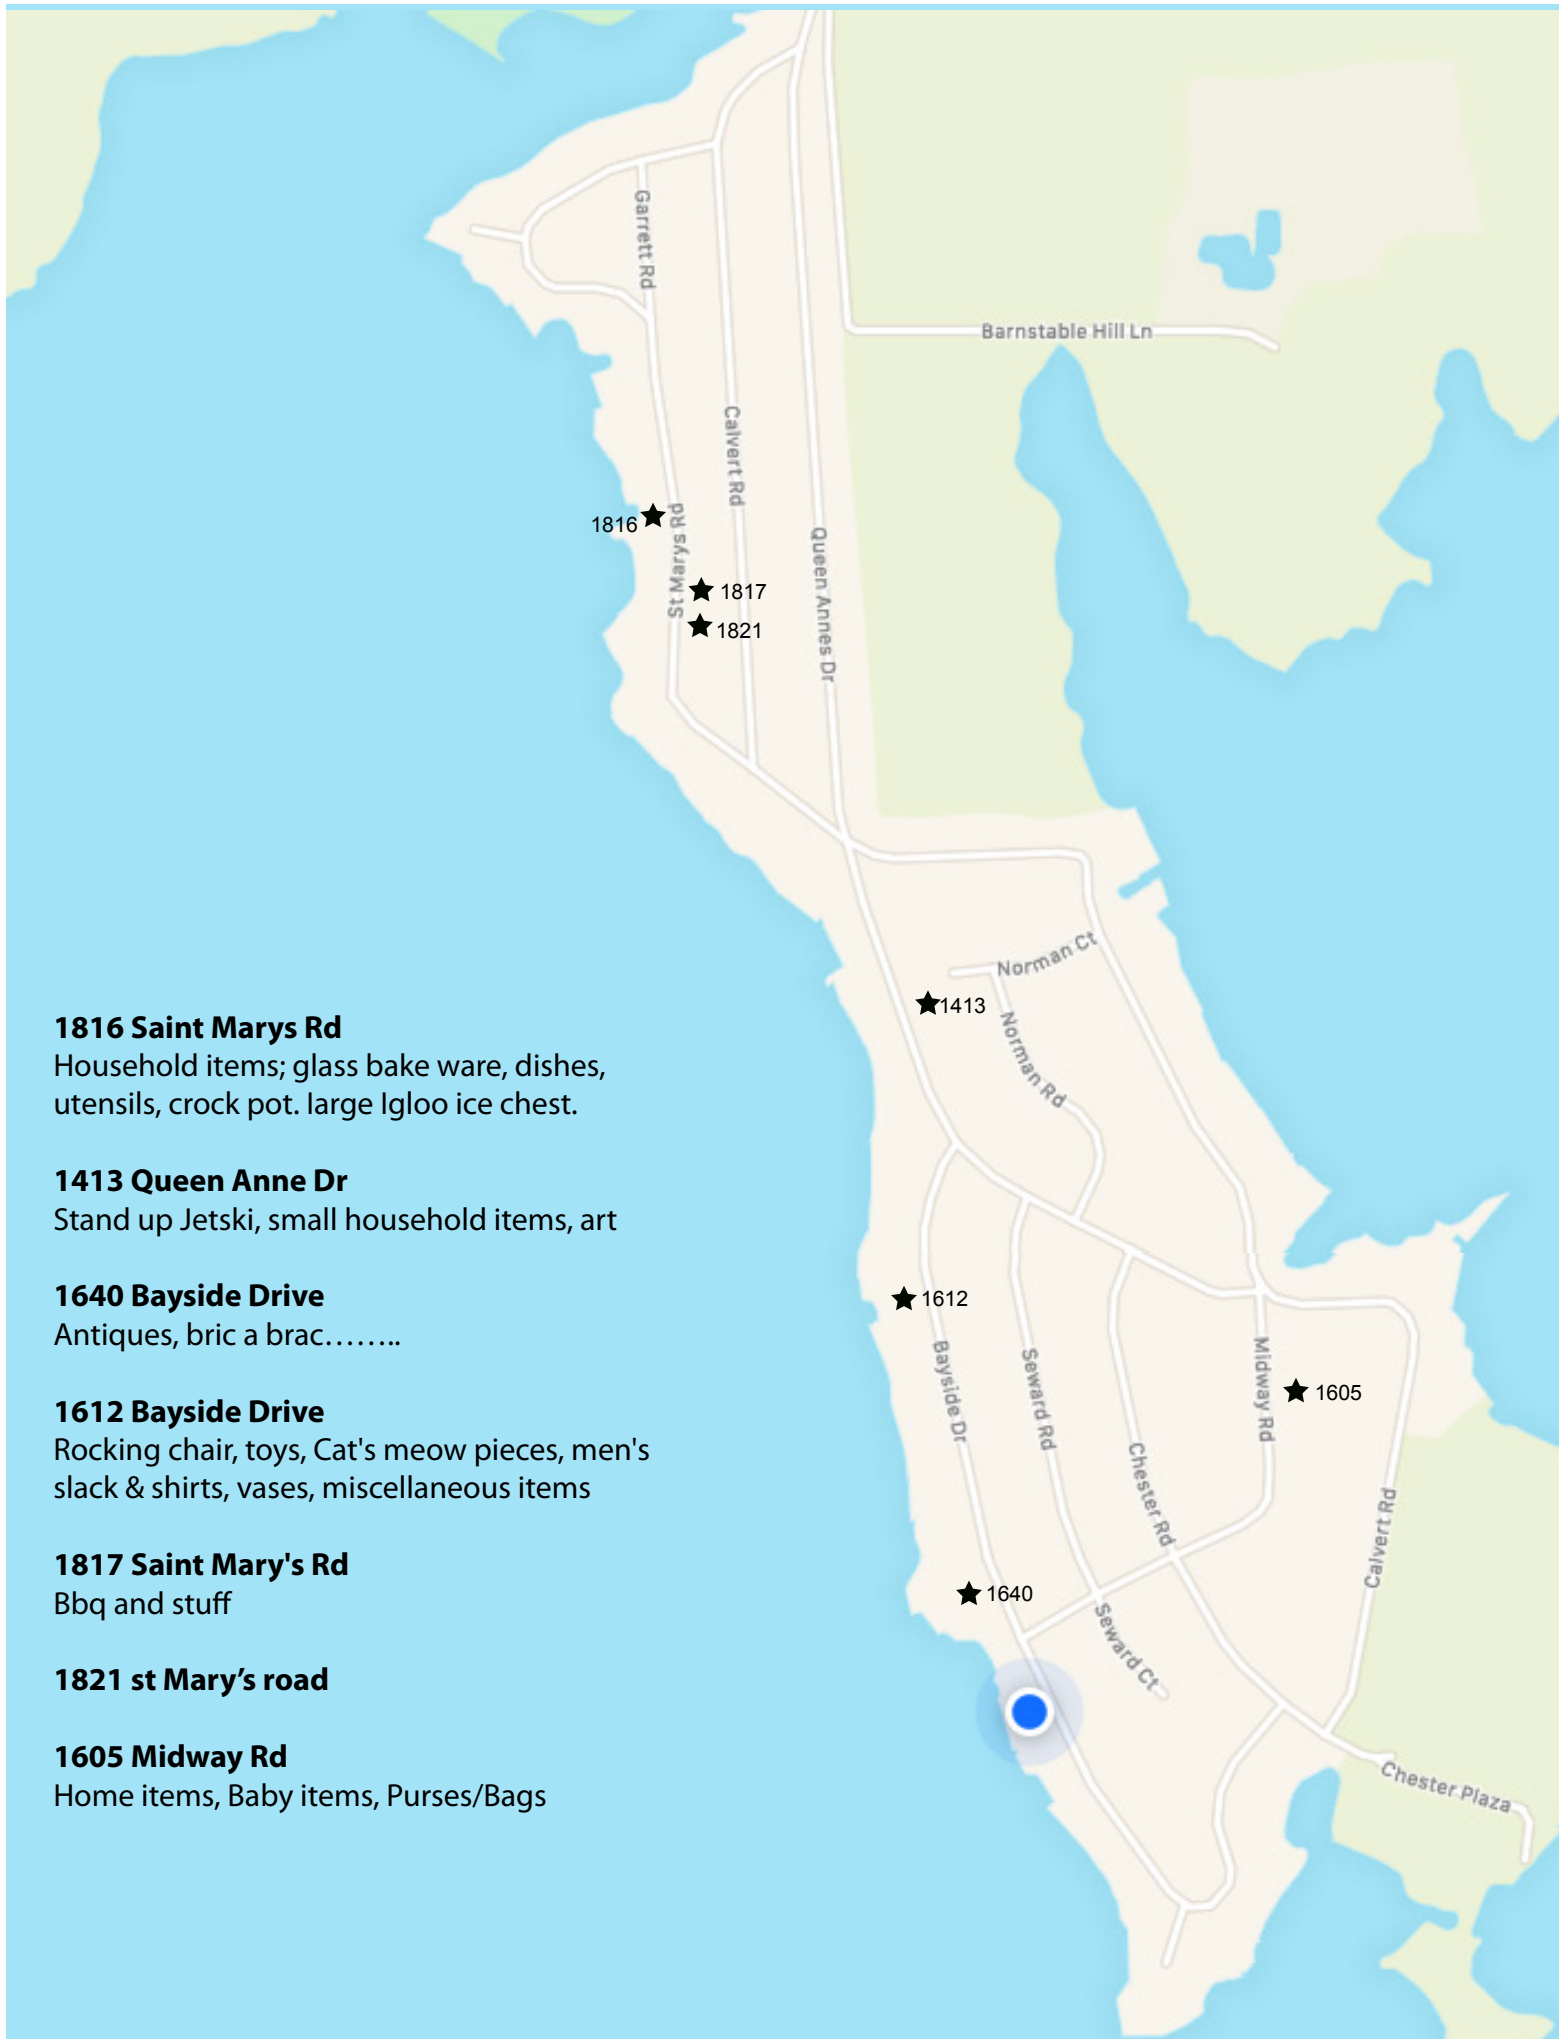 Garrett Rd
Barnstable Hill Ln
Calvert Rd
1816
St Marys Rd
Queen Annes Dr
1817
1821
Norman Ct
1413
Norman Rd
1816 Saint Marys Rd
Household items; glass bake ware, dishes,
utensils, crock pot. large Igloo ice chest.
1413 Queen Anne Dr
Stand up Jetski, small household items, art
1640 Bayside Drive
Antiques, bric a brac……..
1612 Bayside Drive
Rocking chair, toys, Cat's meow pieces, men's
slack & shirts, vases, miscellaneous items
1817 Saint Mary's Rd
Bbq and stuff
1821 st Mary’s road
1605 Midway Rd
Home items, Baby items, Purses/Bags
1612
Bayside Dr
Seward Rd
Midway Rd
1605
Chester Rd
Calvert Rd
1640
Seward Ct
Chester Plaza